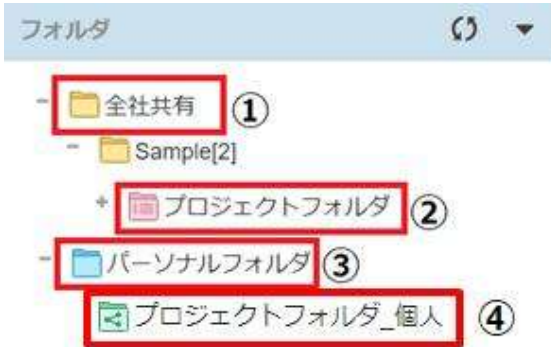 フォルダ
全社共有 ①
Sample[2]
プロジェクトフォルダ ②
パーソナルフォルダ ③
プロジェクトフォルダ_個人 ④